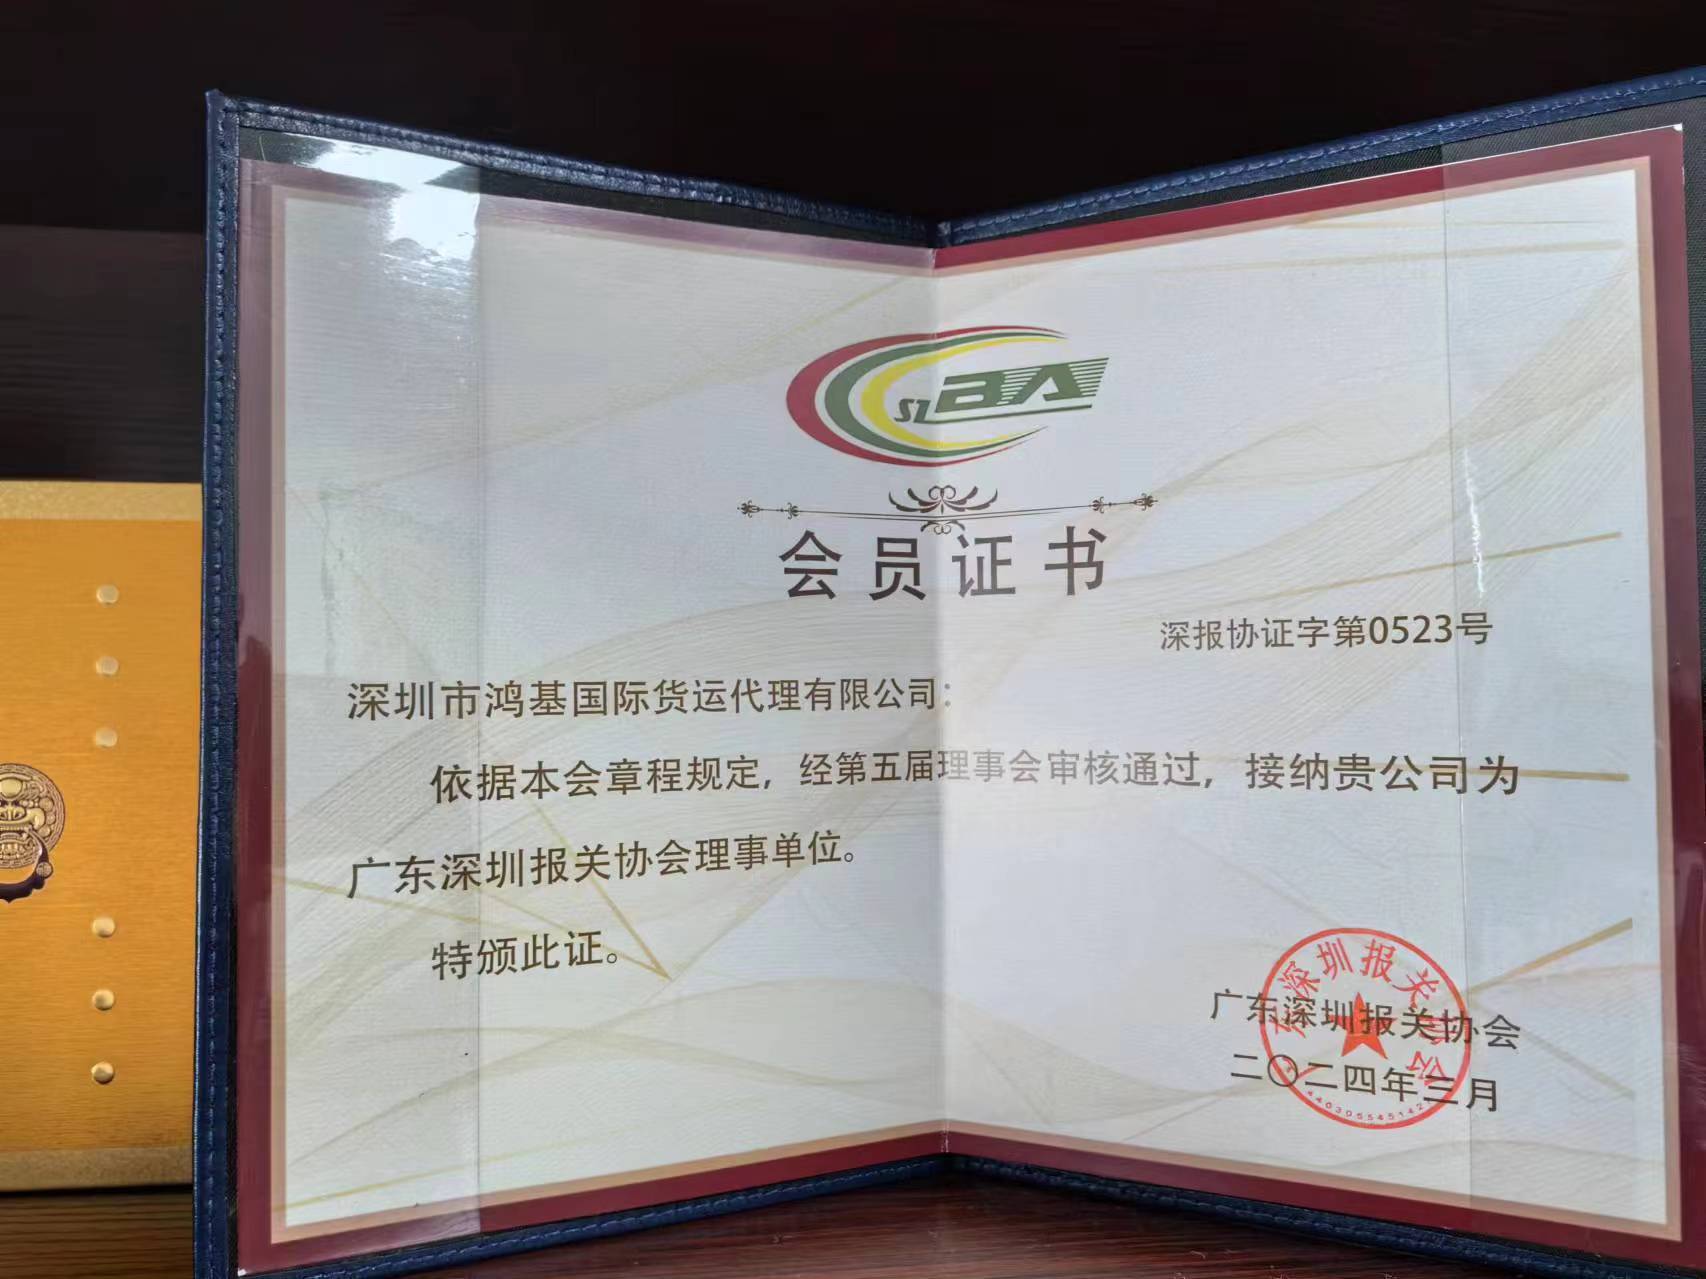 SZBA
会员证书
深报协证字第0523号
深圳市鸿基国际货运代理有限公司：
依据本会章程规定，经第五届理事会审核通过，接纳贵公司为
广东深圳报关协会理事单位。
特颁此证。
广东深圳报关协会
二〇二四年三月